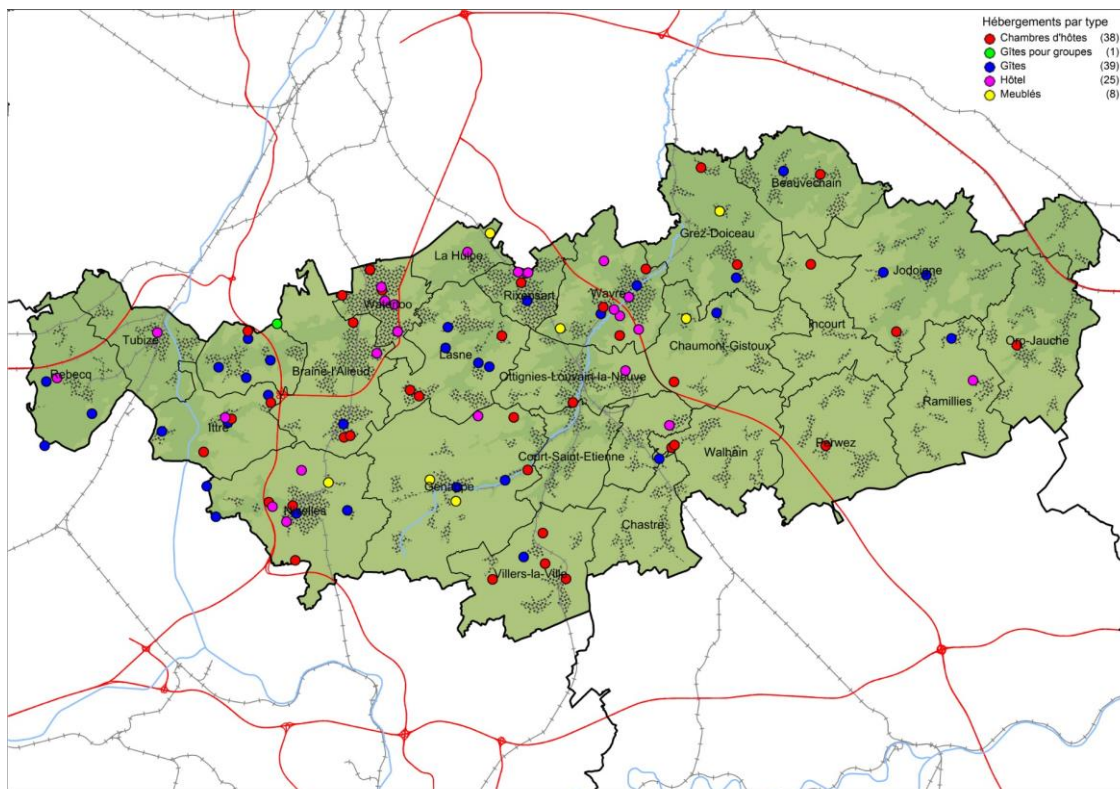 Hébergements par type
Chambres d'hôtes (38)
Gîtes pour groupes (1)
Gîtes (39)
Hôtel (25)
Meublés (8)
Beauvechain
Grez-Doiceau
La Hulpe
Jodoigne
Rixensart
Wavre
Waterloo
Incourt
Tubize
Orp-Jauche
Chaumont-Gistoux
Lasne
Braine-l'Alleud
Rebecq
Ottignies-Louvain-la-Neuve
Ramillies
Ittre
Perwez
Walhain
Court-Saint-Etienne
Genappe
Nivelles
Chastre
Villers-la-Ville